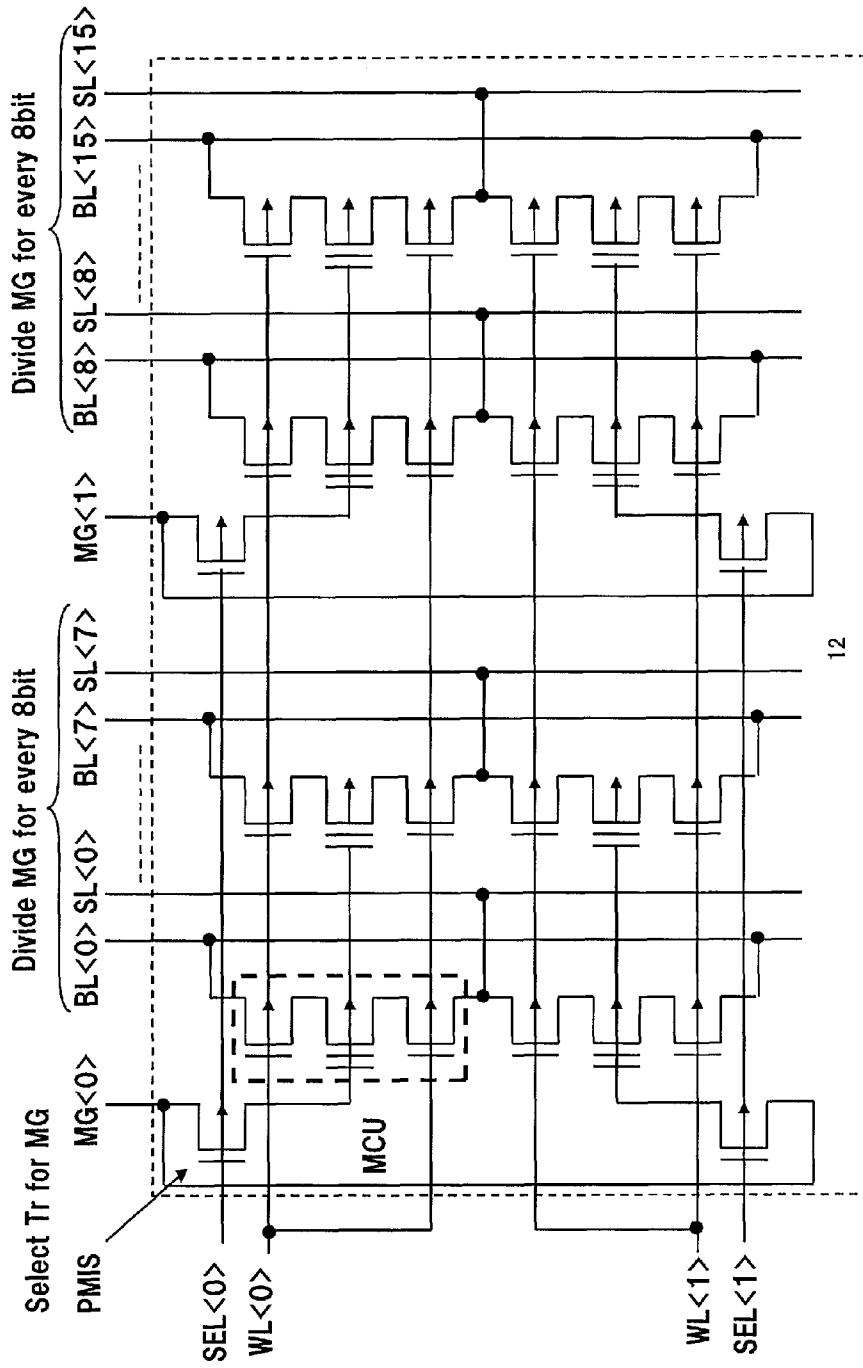 Select Tr for MG
PMIS
MG<0>
Divide MG for every 8bit
BL<0> SL<0>
BL<7> SL<7>
MG<1>
Divide MG for every 8bit
BL<8> SL<8>
BL<15> SL<15>
SEL<0>
WL<0>
MCU
WL<1>
SEL<1>
12